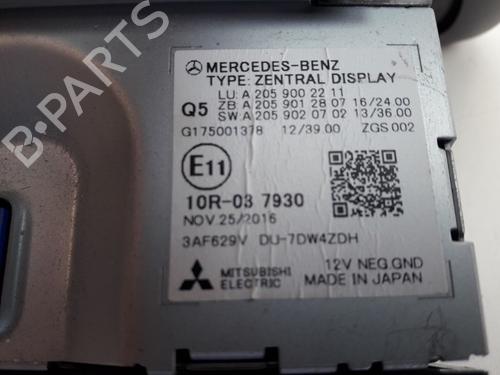 MERCEDES-BENZ
TYPE: ZENTRAL DISPLAY
LU: A 205 900 22 11
Q5 ZB: A 205 901 28 07 16/24.00
SW: A 205 902 07 02 13/36.00
G175001378 12/39.00 ZGS 002
E11
10R-03 7930
NOV.25/2016
3AF629V DU-7DW4ZDH
MITSUBISHI
ELECTRIC
12V NEG.GND
MADE IN JAPAN
B-PARTS